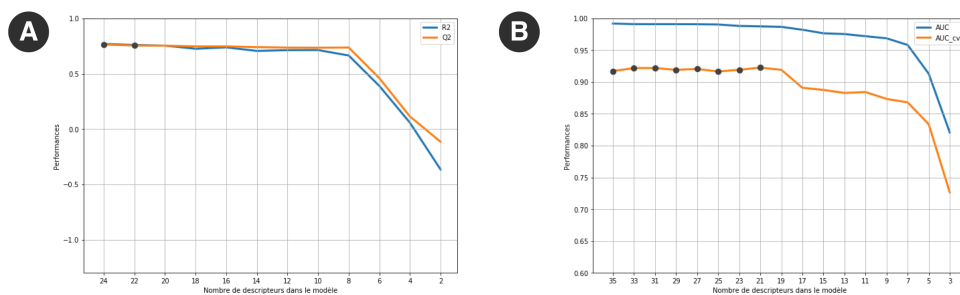 A
1.0
0.5
0.0
−0.5
−1.0
Performances
R2
Q2
24 22 20 18 16 14 12 10 8 6 4 2
Nombre de descripteurs dans le modèle
B
1.00
0.95
0.90
0.85
0.80
0.75
0.70
0.65
0.60
Performances
AUC
AUC_cv
35 33 31 29 27 25 23 21 19 17 15 13 11 9 7 5 3
Nombre de descripteurs dans le modèle